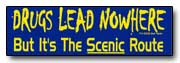 DRUGS LEAD NOWHERE
But It's The Scenic Route